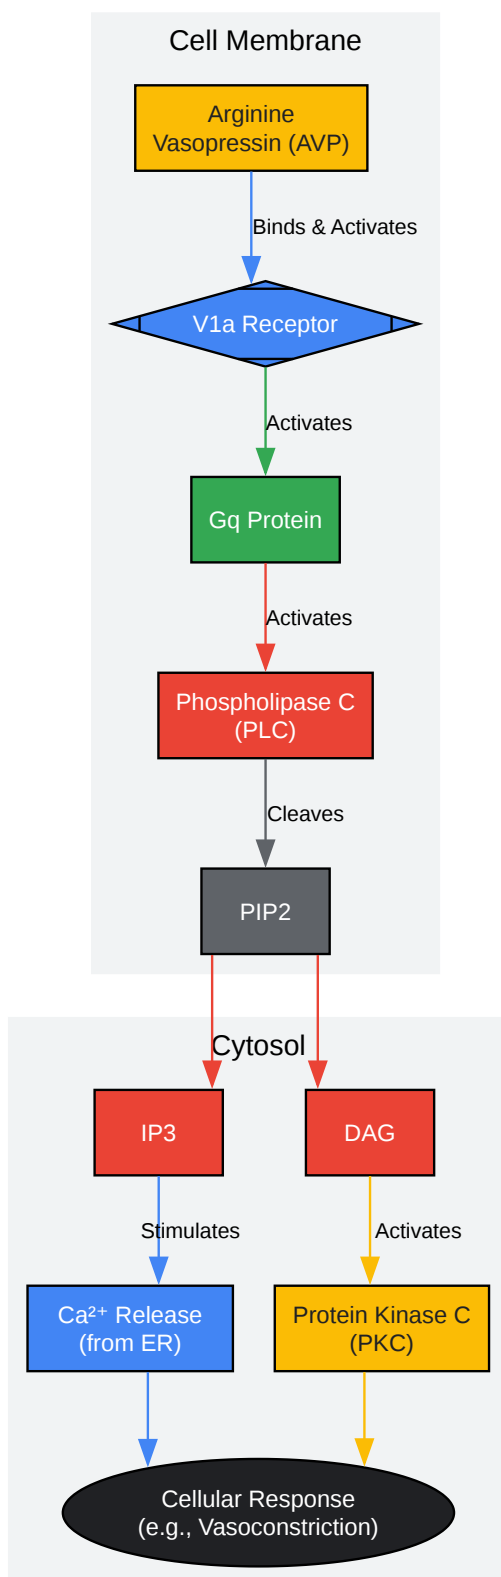 Cell Membrane
Arginine
Vasopressin (AVP)
Binds & Activates
V1a Receptor
Activates
Gq Protein
Activates
Phospholipase C
(PLC)
Cleaves
PIP2
Cytosol
IP3
DAG
Stimulates
Activates
Ca²⁺ Release
(from ER)
Protein Kinase C
(PKC)
Cellular Response
(e.g., Vasoconstriction)